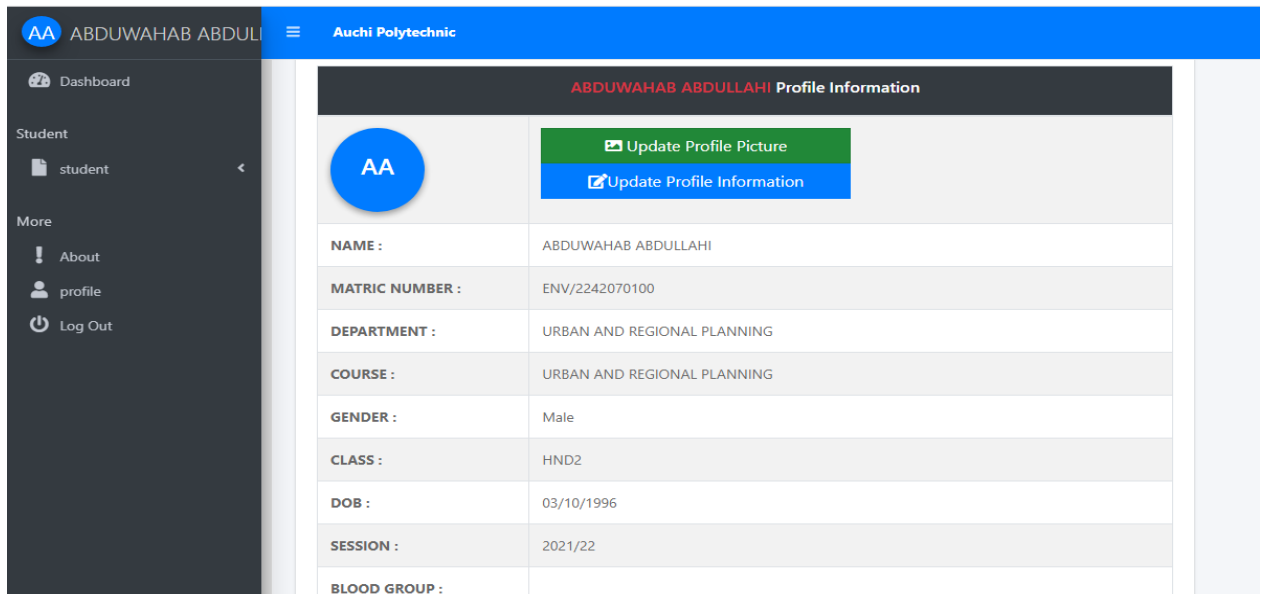 AA ABDUWAHAB ABDUL
Auchi Polytechnic
Dashboard
Student
student
More
About
profile
Log Out
ABDUWAHAB ABDULLAHI Profile Information
AA
Update Profile Picture
Update Profile Information
NAME : ABDUWAHAB ABDULLAHI
MATRIC NUMBER : ENV/2242070100
DEPARTMENT : URBAN AND REGIONAL PLANNING
COURSE : URBAN AND REGIONAL PLANNING
GENDER : Male
CLASS : HND2
DOB : 03/10/1996
SESSION : 2021/22
BLOOD GROUP :